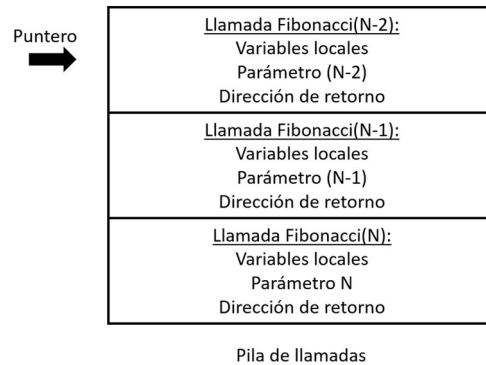 Puntero
Llamada Fibonacci(N-2):
Variables locales
Parámetro (N-2)
Dirección de retorno
Llamada Fibonacci(N-1):
Variables locales
Parámetro (N-1)
Dirección de retorno
Llamada Fibonacci(N):
Variables locales
Parámetro N
Dirección de retorno
Pila de llamadas